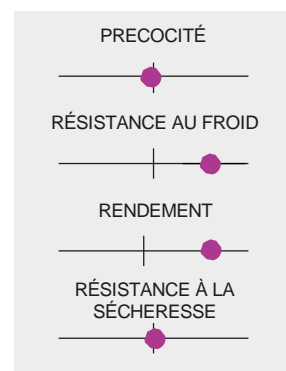 PRECOCITÉ
RÉSISTANCE AU FROID
RENDEMENT
RÉSISTANCE À LA
SÉCHERESSE